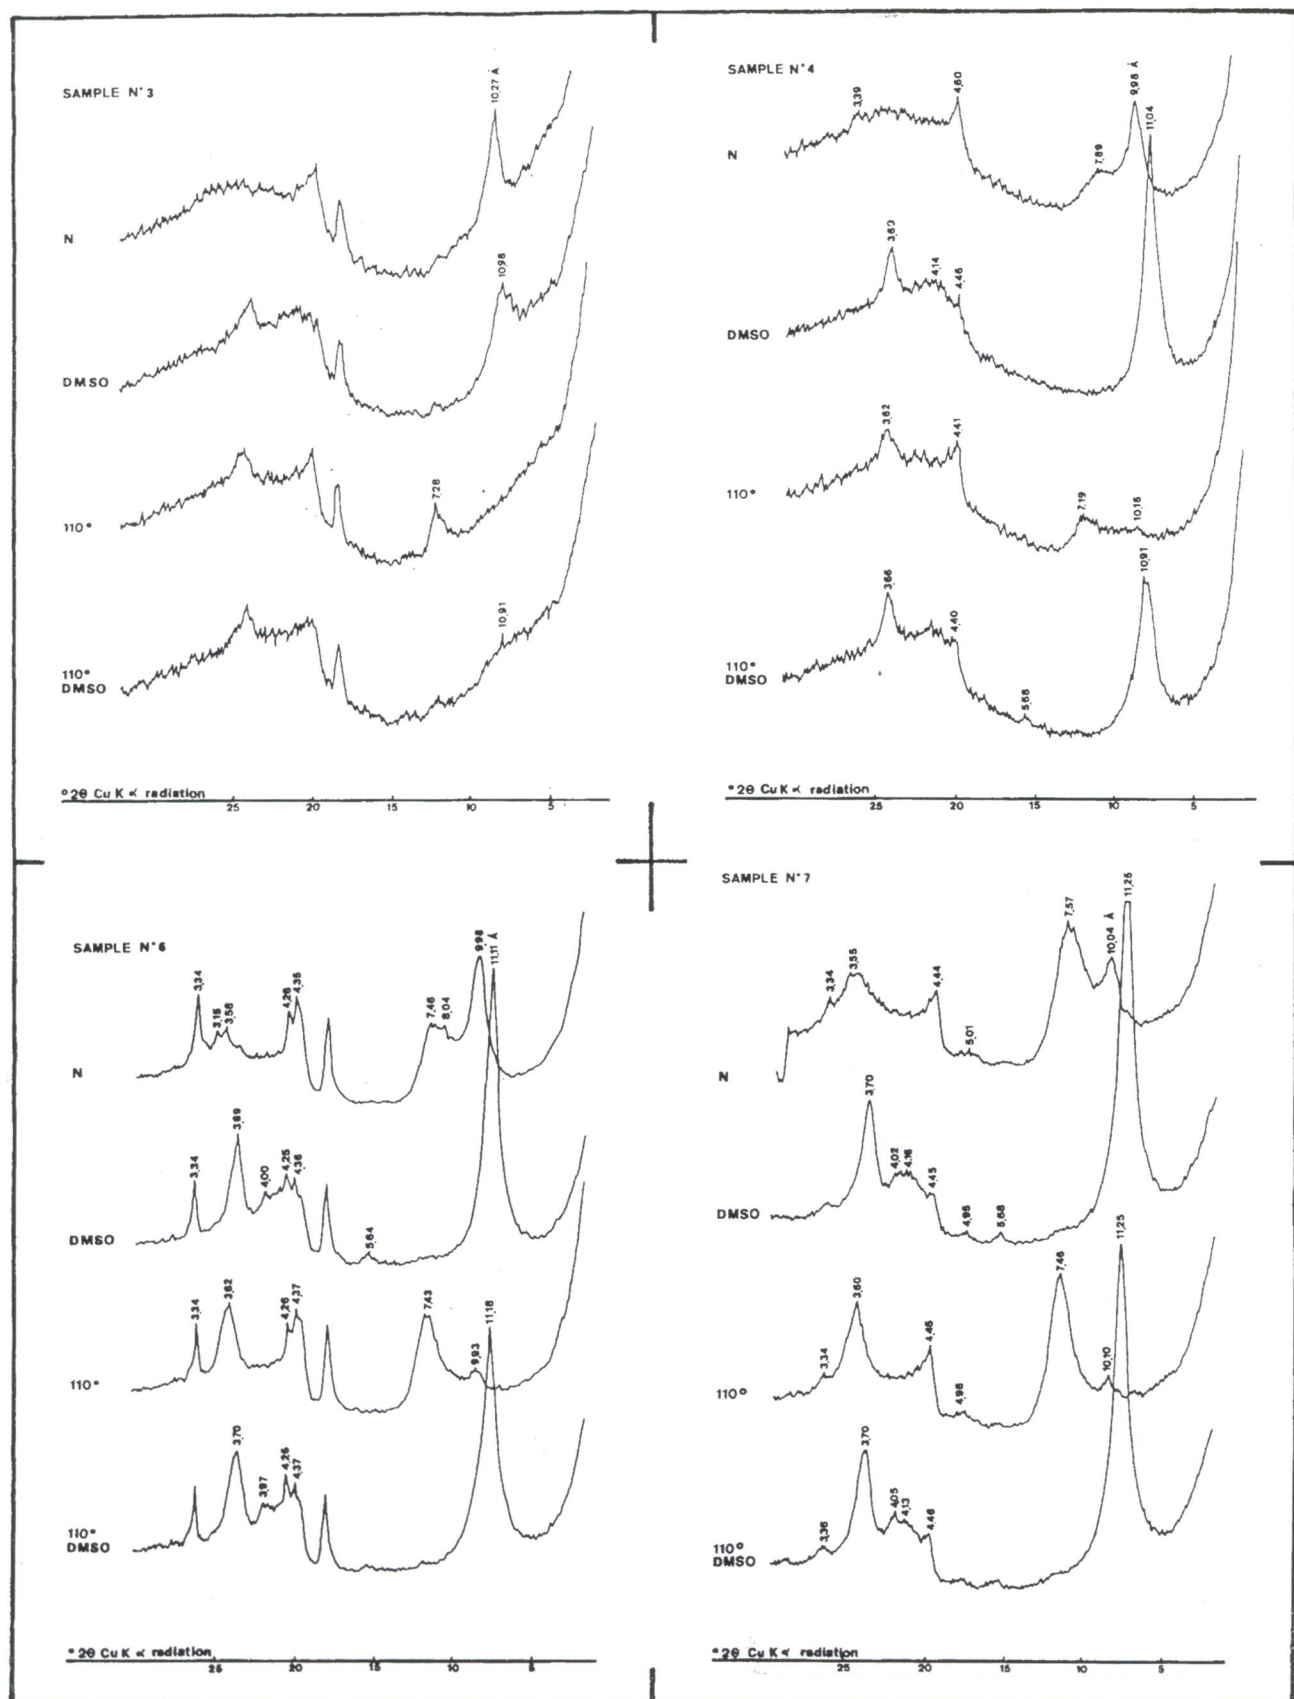 SAMPLE N°3
10,27 Å
N
10,98
DMSO
7,28
110°
10,91
110°
DMSO
°2θ Cu K ∝ radiation
25 20 15 10 5
SAMPLE N°4
3,39
4,60
7,89
9,98 Å
11,04
N
3,60
4,14
4,46
DMSO
3,62
4,41
7,19
10,16
110°
3,66
4,40
5,68
10,91
110°
DMSO
°2θ Cu K ∝ radiation
25 20 15 10 5
SAMPLE N°6
3,34
3,15
3,58
4,26
4,35
7,46
8,04
9,98
11,11 Å
N
3,34
3,69
4,00
4,25
4,36
5,64
DMSO
3,34
3,62
4,26
4,37
7,43
9,93
11,18
110°
3,70
3,97
4,26
4,37
110°
DMSO
°2θ Cu K ∝ radiation
25 20 15 10 5
SAMPLE N°7
3,34
3,55
4,44
5,01
7,57
10,04 Å
11,25
N
3,70
4,02
4,16
4,45
4,95
5,68
DMSO
3,34
3,60
4,46
4,98
7,46
10,10
11,25
110°
3,36
3,70
4,05
4,13
4,46
110°
DMSO
°2θ Cu K ∝ radiation
25 20 15 10 5